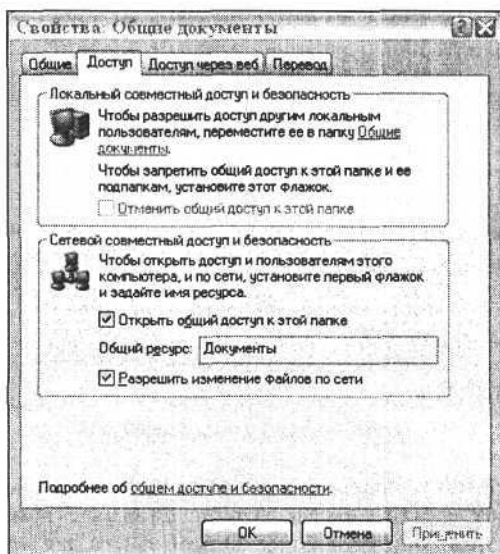 Свойства: Общие документы
Общие Доступ Доступ через веб Перевод
Локальный совместный доступ и безопасность
Чтобы разрешить доступ другим локальным
пользователям, переместите ее в папку Общие
документы.
Чтобы запретить общий доступ к этой папке и ее
подпапкам, установите этот флажок.
Отменить общий доступ к этой папке
Сетевой совместный доступ и безопасность
Чтобы открыть доступ и пользователям этого
компьютера, и по сети, установите первый флажок
и задайте имя ресурса.
Открыть общий доступ к этой папке
Общий ресурс: Документы
Разрешить изменение файлов по сети
Подробнее об общем доступе и безопасности.
ОК Отмена Применить